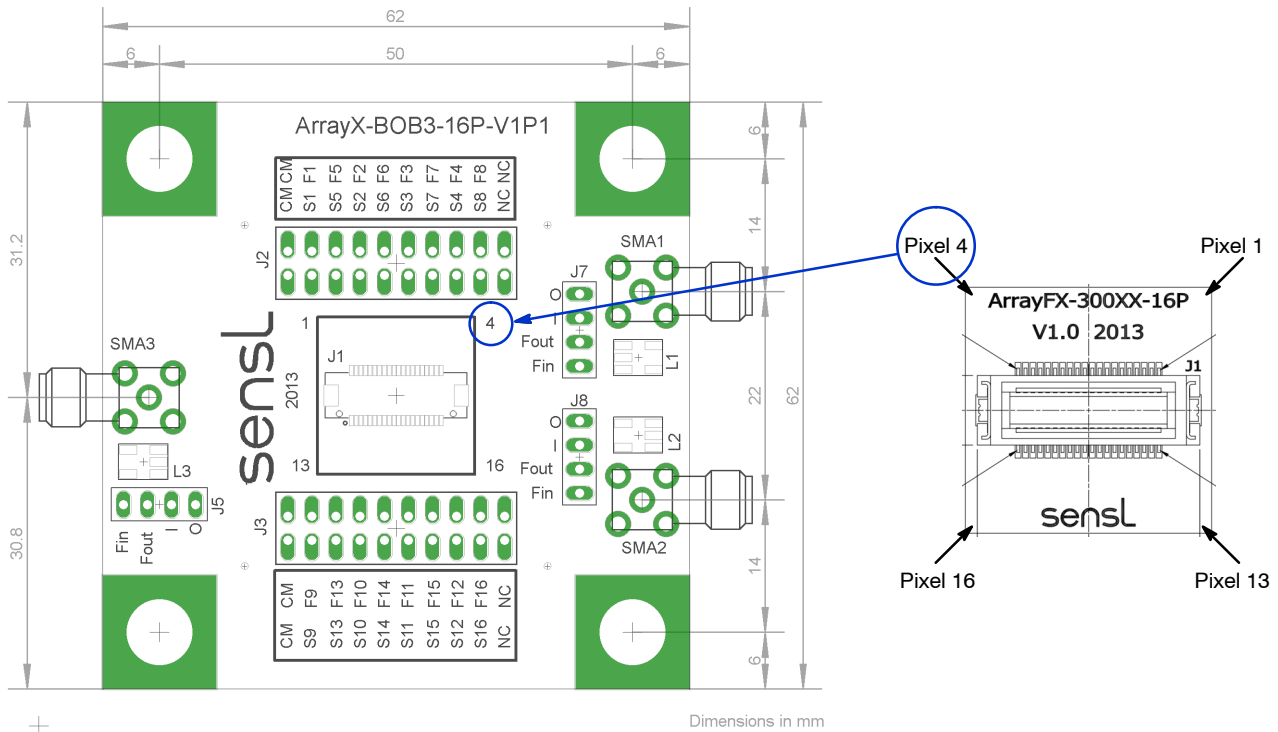 62
6
50
6
ArrayX-BOB3-16P-V1P1
CM CM
S1 F1
S5 F5
S2 F2
S6 F6
S3 F3
S7 F7
S4 F4
S8 F8
NC NC
6
14
31.2
J2
SMA1
J7
O
I
Fout
Fin
L1
Pixel 4
Pixel 1
ArrayFX-300XX-16P
V1.0 2013
J1
sensL
Pixel 16
Pixel 13
1
4
J1
13
16
sensL
2013
SMA3
L3
J5
Fin
Fout
I
O
22
62
J8
O
I
Fout
Fin
L2
SMA2
30.8
J3
CM CM
S9 F9
S13 F13
S10 F10
S14 F14
S11 F11
S15 F15
S12 F12
S16 F16
NC NC
14
6
Dimensions in mm